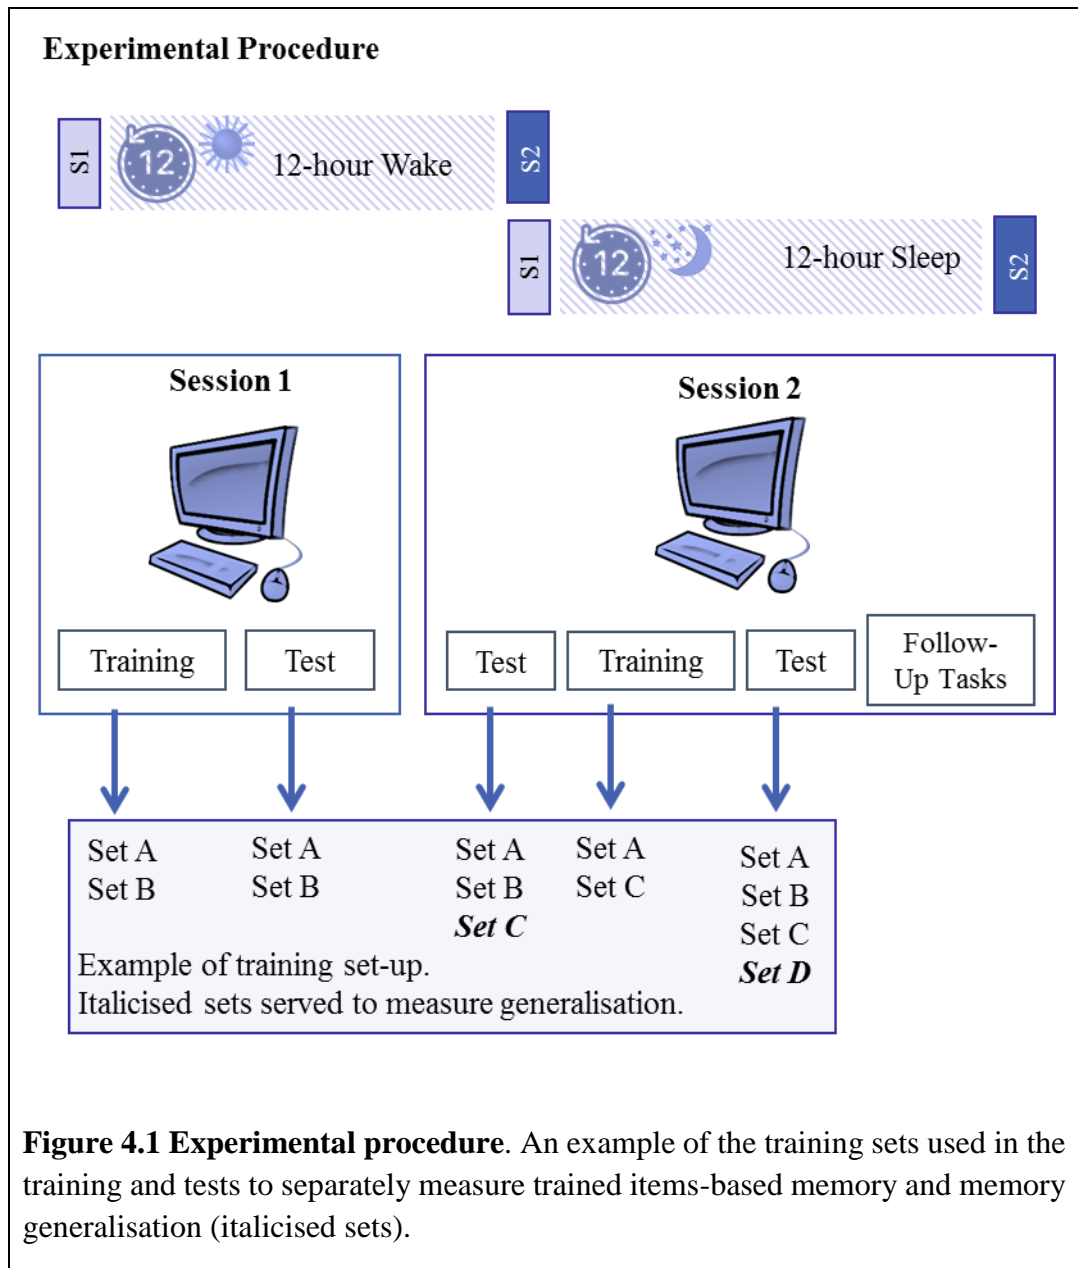 Experimental Procedure
S1
12
12-hour Wake
S2
S1
12
12-hour Sleep
S2
Session 1
Training
Test
Session 2
Test
Training
Test
Follow-
Up Tasks
Set A
Set B
Set A
Set B
Set A
Set B
Set C
Set A
Set C
Set A
Set B
Set C
Set D
Example of training set-up.
Italicised sets served to measure generalisation.
Figure 4.1 Experimental procedure. An example of the training sets used in the
training and tests to separately measure trained items-based memory and memory
generalisation (italicised sets).